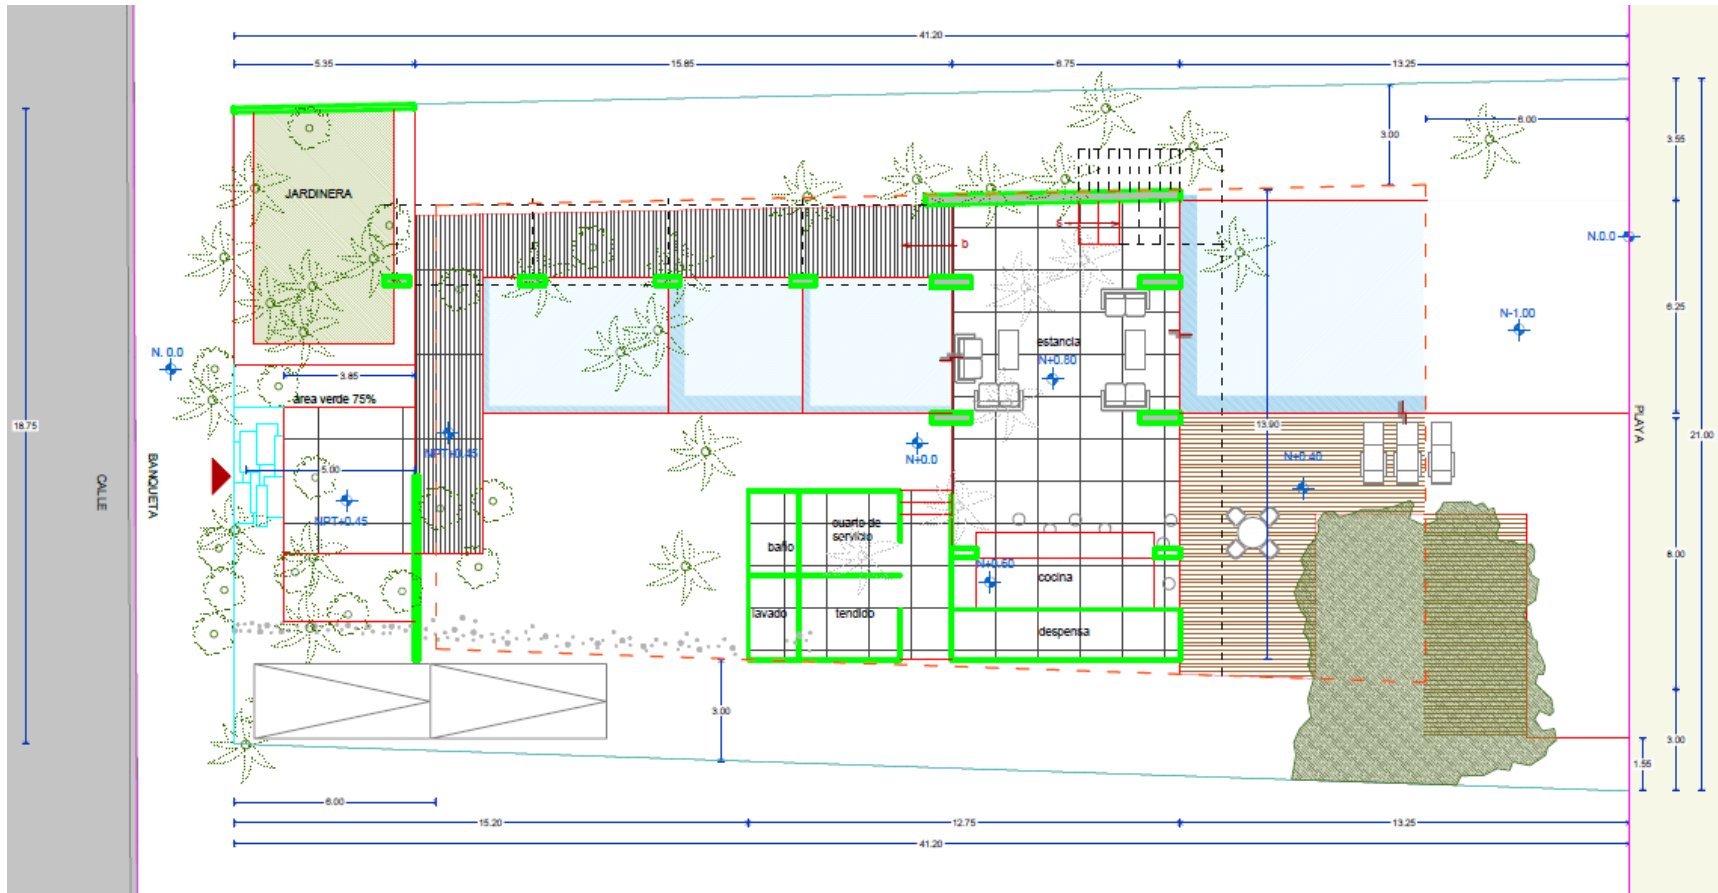 41.20
5.35
15.85
6.75
13.25
3.00
8.00
3.55
JARDINERA
b
s
N.0.0
6.25
N-1.00
estancia
N+0.80
N. 0.0
3.85
área verde 75%
18.75
13.90
PLAYA
21.00
NPT+0.45
N+0.0
N+0.40
CALLE
BANQUETA
5.00
NPT+0.45
cuarto de
servicio
baño
8.00
N+0.60
cocina
lavado
tendido
despensa
3.00
3.00
1.55
6.00
15.20
12.75
13.25
41.20